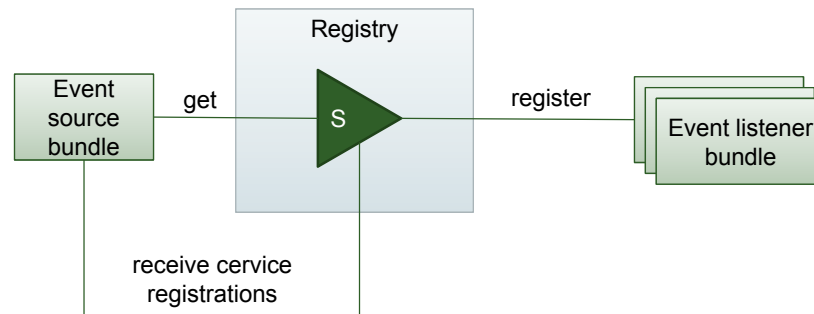 Registry
Event
source
bundle
get
S
register
Event listener
bundle
receive cervice
registrations